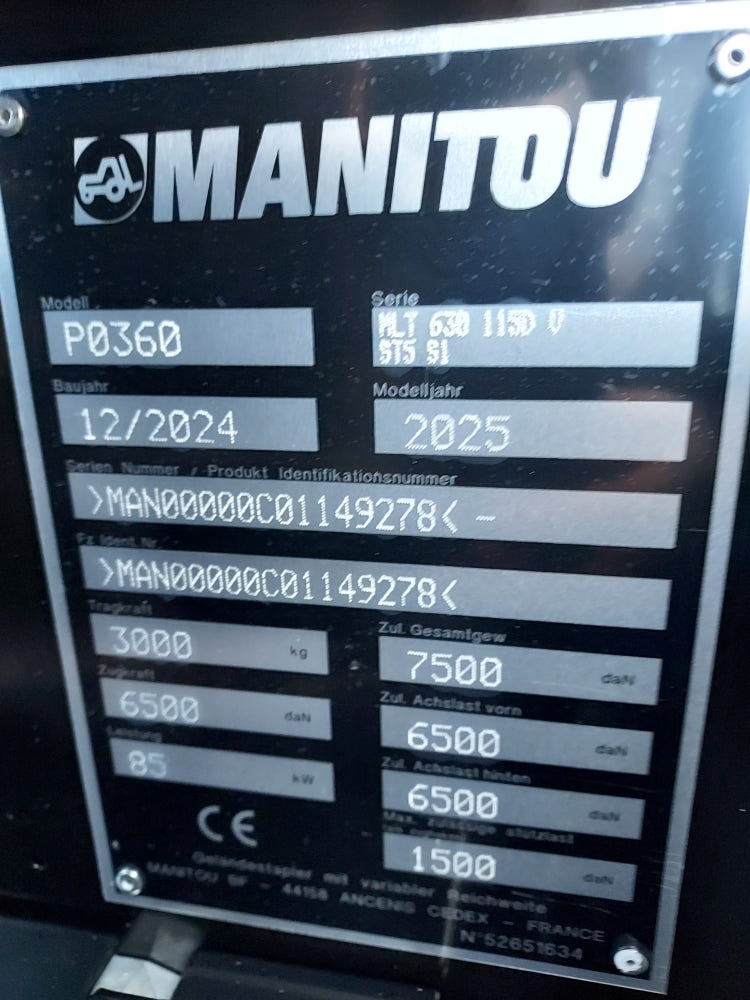 MANITOU
Modell
P0360
Serie
MLT 630 115D V
ST5 S1
Baujahr
12/2024
Modelljahr
2025
Serien Nummer / Produkt Identifikationsnummer
>MAN00000C01149278< -
Fz. Ident. Nr.
>MAN00000C01149278<
Tragkraft
3000 kg
Zul. Gesamtgew
7500 daN
Zugkraft
6500 daN
Zul. Achslast vorn
6500 daN
Leistung
85 kW
Zul. Achslast hinten
6500 daN
Max. zulässige stützlast
1500 daN
CE
Geländestapler mit variabler Reichweite
MANITOU BF - 44158 ANCENIS CEDEX - FRANCE
N°52651634